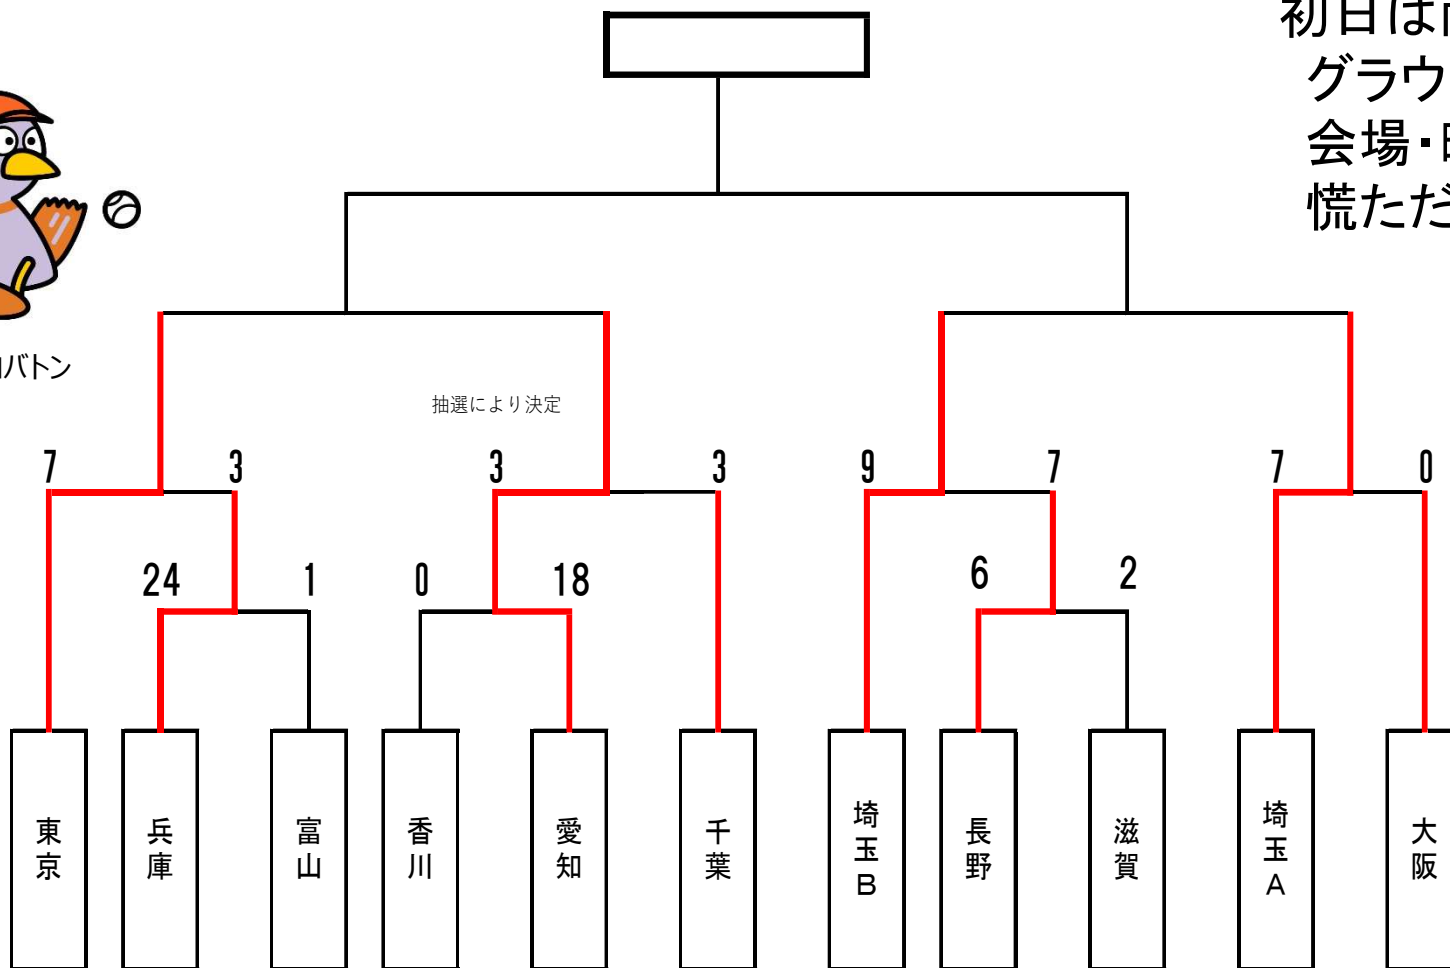 初日は
グラウ
会場・
慌ただ
バトン
抽選により決定
7 3 3 3 9 7 7 0
24 1 0 18 6 2
東京
兵庫
富山
香川
愛知
千葉
埼玉B
長野
滋賀
埼玉A
大阪